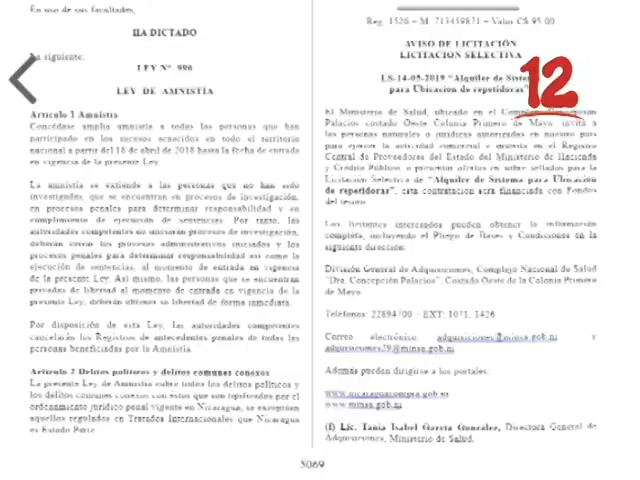 En uso de sus facultades,
HA DICTADO
La siguiente:
LEY N° 996
LEY DE AMNISTÍA
Artículo 1 Amnistía
Concédase amplia amnistía a todas las personas que han
participado en los sucesos acaecidos en todo el territorio
nacional a partir del 18 de abril de 2018 hasta la fecha de entrada
en vigencia de la presente Ley.
La amnistía se extiende a las personas que no han sido
investigadas, que se encuentran en procesos de investigación,
en procesos penales para determinar responsabilidad y en
cumplimiento de ejecución de sentencias. Por tanto, las
autoridades competentes no iniciarán procesos de investigación,
deberán cerrar los procesos administrativos iniciados y los
procesos penales para determinar responsabilidad así como la
ejecución de sentencias, al momento de entrada en vigencia
de la presente Ley. Así mismo, las personas que se encuentran
privadas de libertad al momento de entrada en vigencia de la
presente Ley, deberán obtener su libertad de forma inmediata.
Por disposición de esta Ley, las autoridades competentes
cancelarán los Registros de antecedentes penales de todas las
personas beneficiarias por la Amnistía.
Artículo 2 Delitos políticos y delitos comunes conexos
La presente Ley de Amnistía cubre todos los delitos políticos y
los delitos comunes conexos con estos que son tipificados por el
ordenamiento jurídico penal vigente en Nicaragua, se exceptúan
aquellos regulados en Tratados Internacionales que Nicaragua
es Estado Parte.
Reg. 1526 – M. 713459871 – Valor C$ 95.00
AVISO DE LICITACIÓN
LICITACIÓN SELECTIVA
LS-14-05-2019 "Alquiler de
para Ubicación de repetidoras"
12
El Ministerio de Salud, ubicado en el
Palacios costado Oeste Colonia Primero de Mayo invita a
las personas naturales o jurídicas autorizadas en nuestro país
para ejercer la actividad comercial e inscrita en el Registro
Central de Proveedores del Estado del Ministerio de Hacienda
y Crédito Público, a presentar oferta en sobre sellados para la
Licitación Selectiva de "Alquiler de Sistema para Ubicación
de repetidoras", esta contratación será financiada con Fondos
del tesoro.
Los licitantes interesados pueden obtener la información
completa, incluyendo el Pliego de Bases y Condiciones en la
siguiente dirección:
División General de Adquisiciones, Complejo Nacional de Salud
"Dra. Concepción Palacios", Costado Oeste de la Colonia Primero
de Mayo.
Teléfonos: 22894700 – EXT: 1071, 1426
Correo electrónico adquisiciones@minsa.gob.ni y
adquisiciones29@minsa.gob.ni
Además pueden dirigirse a los portales:
www.nicaraguacompra.gob.ni
www.minsa.gob.ni
(f) Lic. Tania Isabel García González, Directora General de
Adquisiciones, Ministerio de Salud.
5069